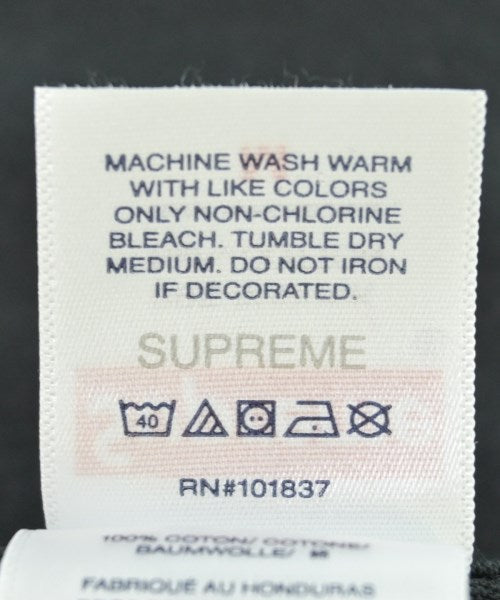 MACHINE WASH WARM
WITH LIKE COLORS
ONLY NON-CHLORINE
BLEACH. TUMBLE DRY
MEDIUM. DO NOT IRON
IF DECORATED.
SUPREME
40
RN#101837
100% COTTON/ COTONE/
BAUMWOLLE/
FABRIQUÉ AU HONDURAS